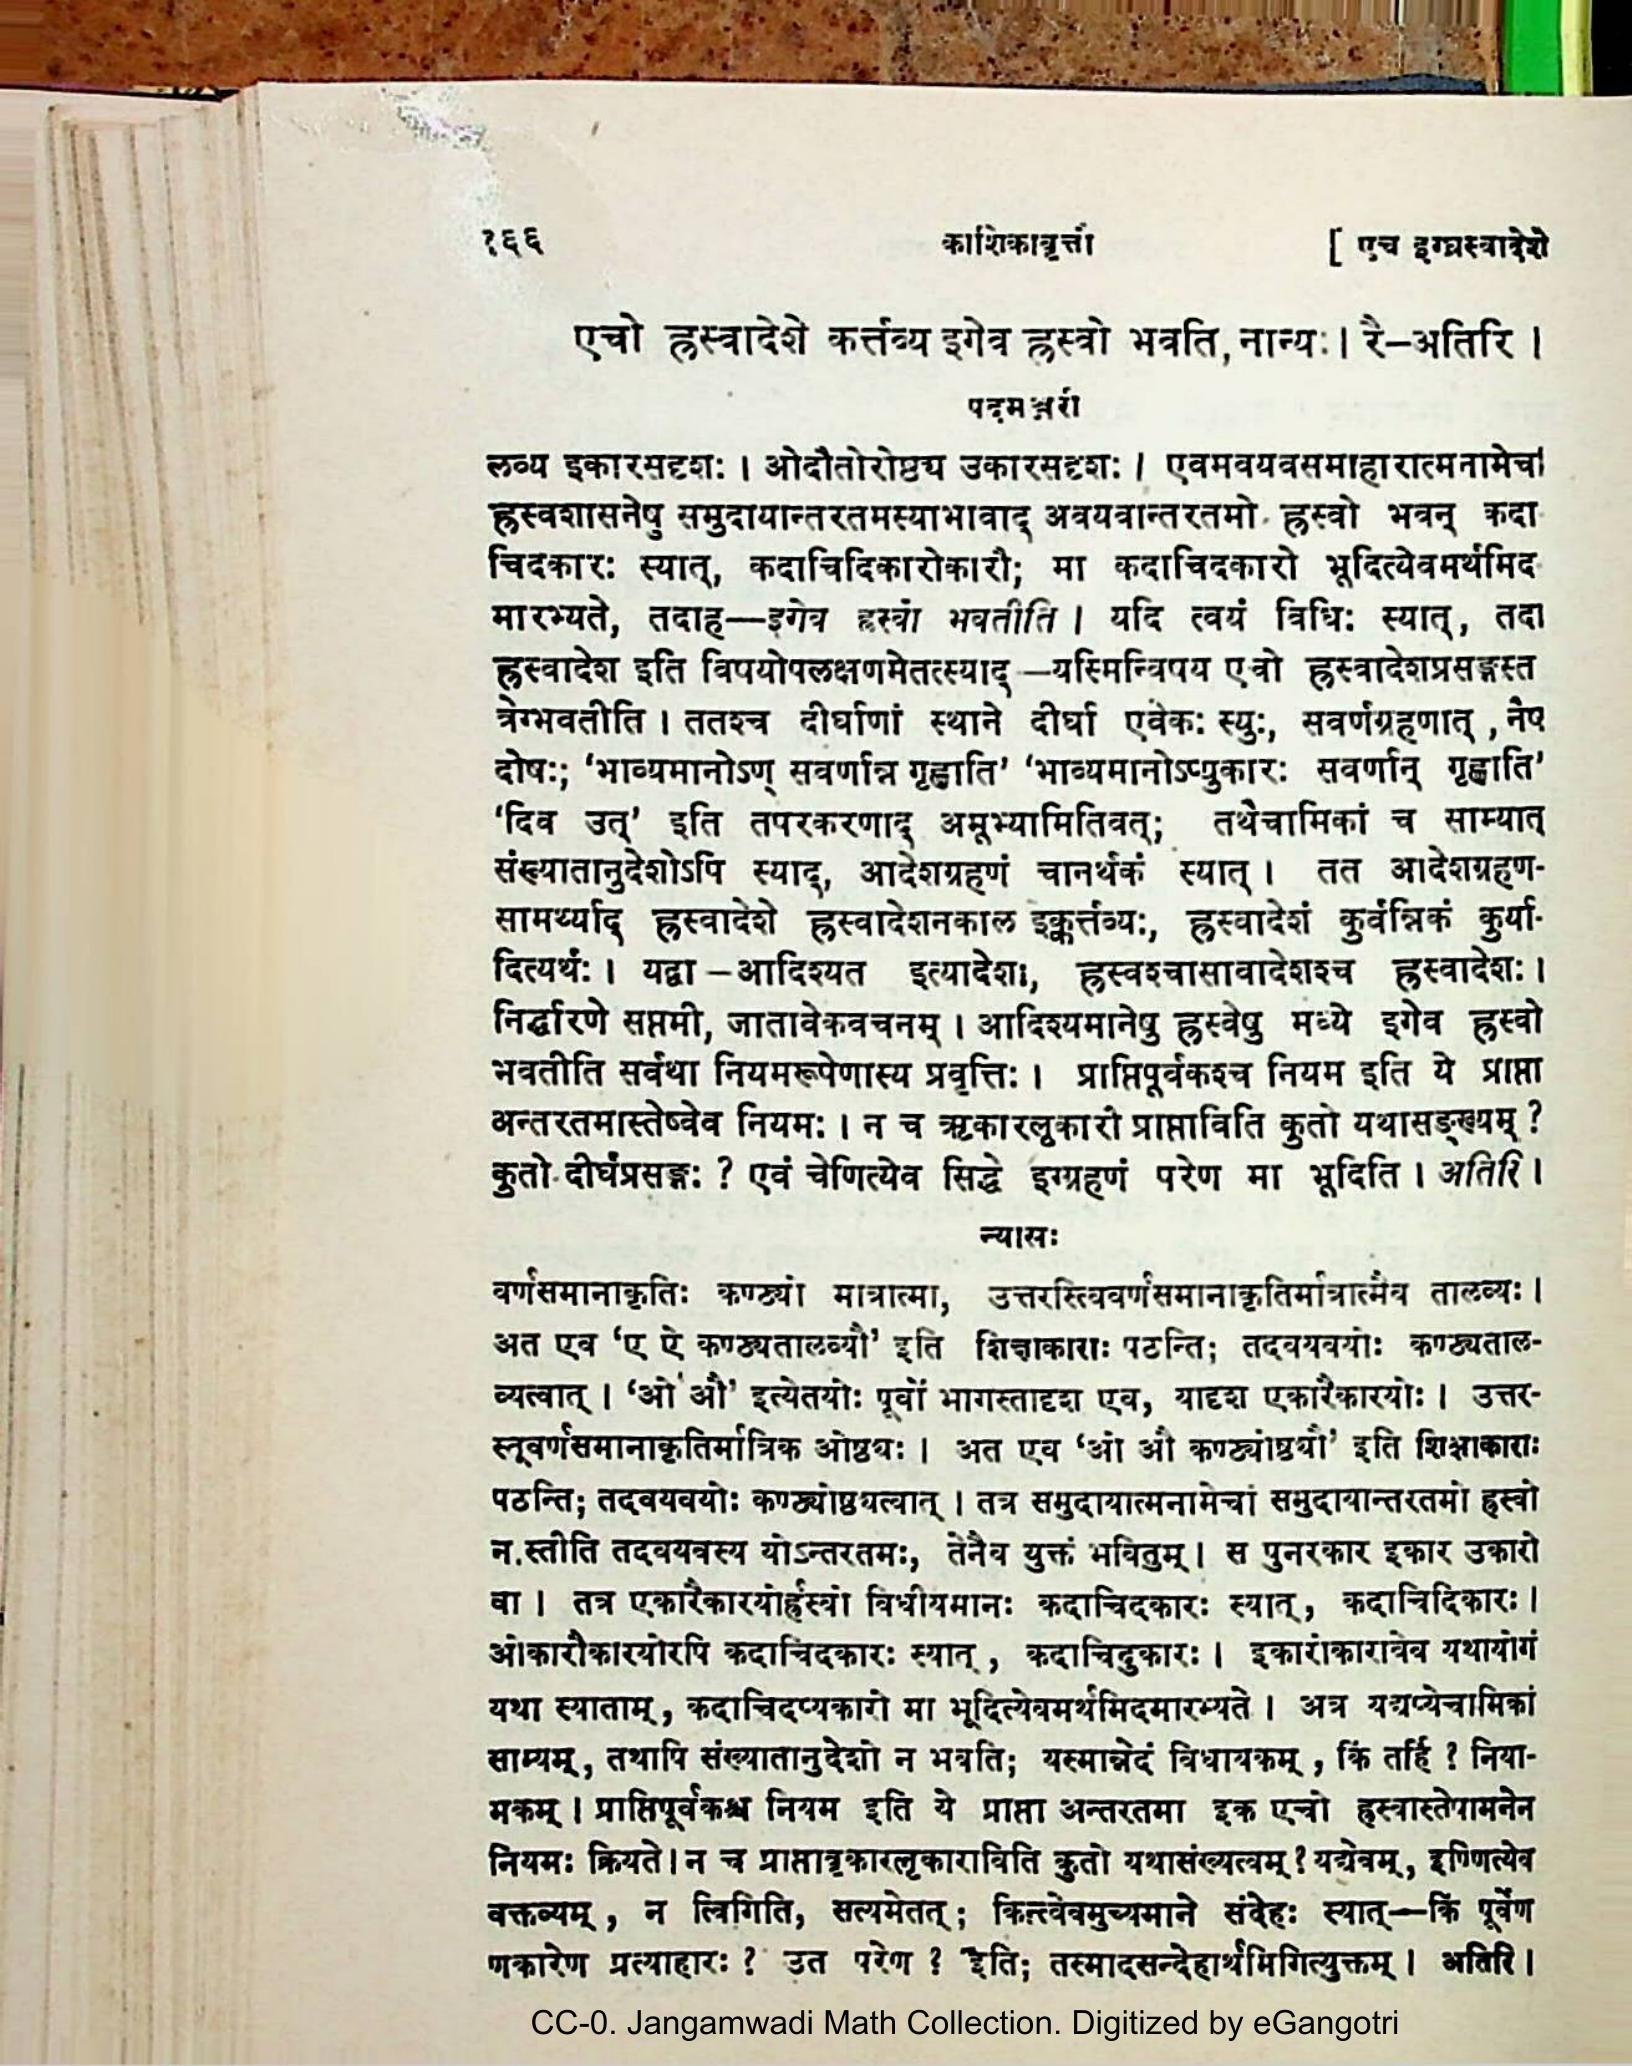 १६६ काशिकावृत्तौ [ एच इग्घ्रस्वादेशे
एचो ह्रस्वादेशे कर्त्तव्य इगेव ह्रस्वो भवति, नान्यः। रै–अतिरि ।
पदमञ्जरी
लव्य इकारसदृशः । ओदौतोरोष्ठ्य उकारसदृशः । एवमवयवसमाहारात्मनामेचां
ह्रस्वशासनेषु समुदायान्तरतमस्याभावाद् अवयवान्तरतमो ह्रस्वो भवन् कदा
चिदकारः स्यात्, कदाचिदिकारोकारौ; मा कदाचिदकारो भूदित्येवमर्थमिद
मारभ्यते, तदाह—इगेव ह्रस्वो भवतीति । यदि त्वयं विधिः स्यात्, तदा
ह्रस्वादेश इति विषयोपलक्षणमेतत्स्याद्—यस्मिन्विषय एचो ह्रस्वादेशप्रसङ्गस्त
त्रेग्भवतीति । ततश्च दीर्घाणां स्थाने दीर्घा एवेकः स्युः, सवर्णग्रहणात् , नैष
दोषः; ‘भाव्यमानोऽण् सवर्णान्न गृह्णाति’ ‘भाव्यमानोऽप्युकारः सवर्णान् गृह्णाति’
‘दिव उत्’ इति तपरकरणाद् अमूभ्यामितिवत्; तथैचामिकां च साम्यात्
संख्यातानुदेशोऽपि स्याद्, आदेशग्रहणं चानर्थकं स्यात् । तत आदेशग्रहण-
सामर्थ्याद् ह्रस्वादेशे ह्रस्वादेशनकाल इक्कर्त्तव्यः, ह्रस्वादेशं कुर्वन्निकं कुर्या-
दित्यर्थः । यद्वा –आदिश्यत इत्यादेशः, ह्रस्वश्चासावादेशश्च ह्रस्वादेशः ।
निर्द्धारणे सप्तमी, जातावेकवचनम् । आदिश्यमानेषु ह्रस्वेषु मध्ये इगेव ह्रस्वो
भवतीति सर्वथा नियमरूपेणास्य प्रवृत्तिः । प्राप्तिपूर्वकश्च नियम इति ये प्राप्ता
अन्तरतमास्तेष्वेव नियमः । न च ऋकारलृकारौ प्राप्ताविति कुतो यथासङ्ख्यम् ?
कुतो दीर्घप्रसङ्गः ? एवं चेणित्येव सिद्धे इग्ग्रहणं परेण मा भूदिति । अतिरि ।
न्यासः
वर्णसमानाकृतिः कण्ठ्यो मात्रात्मा, उत्तरस्त्विवर्णसमानाकृतिर्मात्रात्मैव तालव्यः ।
अत एव ‘ए ऐ कण्ठ्यतालव्यौ’ इति शिक्षाकाराः पठन्ति; तदवयवयोः कण्ठ्यताल-
व्यत्वात् । ‘ओ औ’ इत्येतयोः पूर्वो भागस्तादृश एव, यादृश एकारैकारयोः । उत्तर-
स्तूवर्णसमानाकृतिर्मात्रिक ओष्ठ्यः । अत एव ‘ओ औ कण्ठ्योष्ठ्यौ’ इति शिक्षाकाराः
पठन्ति; तदवयवयोः कण्ठ्योष्ठ्यत्वात् । तत्र समुदायात्मनामेचां समुदायान्तरतमो ह्रस्वो
न.स्तीति तदवयवस्य योऽन्तरतमः, तेनैव युक्तं भवितुम् । स पुनरकार इकार उकारो
वा । तत्र एकारैकारयोर्ह्रस्वो विधीयमानः कदाचिदकारः स्यात्, कदाचिदिकारः ।
ओकारौकारयोरपि कदाचिदकारः स्यात् , कदाचिदुकारः । इकारोकारावेव यथायोगं
यथा स्याताम् , कदाचिदप्यकारो मा भूदित्येवमर्थमिदमारभ्यते । अत्र यद्यप्येचामिकां
साम्यम् , तथापि संख्यातानुदेशो न भवति; यस्मान्नेदं विधायकम् , किं तर्हि ? निया-
मकम् । प्राप्तिपूर्वकश्च नियम इति ये प्राप्ता अन्तरतमा इक एचो ह्रस्वास्तेषामनेन
नियमः क्रियते। न च प्राप्तावृकारलृकाराविति कुतो यथासंख्यत्वम् ? यद्येवम् , इण्णित्येव
वक्तव्यम् , न त्विगिति, सत्यमेतत् ; किन्त्वेवमुच्यमाने संदेहः स्यात्—किं पूर्वेण
णकारेण प्रत्याहारः ? उत परेण ? इति; तस्मादसन्देहार्थमिगित्युक्तम् । अतिरि ।
CC-0. Jangamwadi Math Collection. Digitized by eGangotri